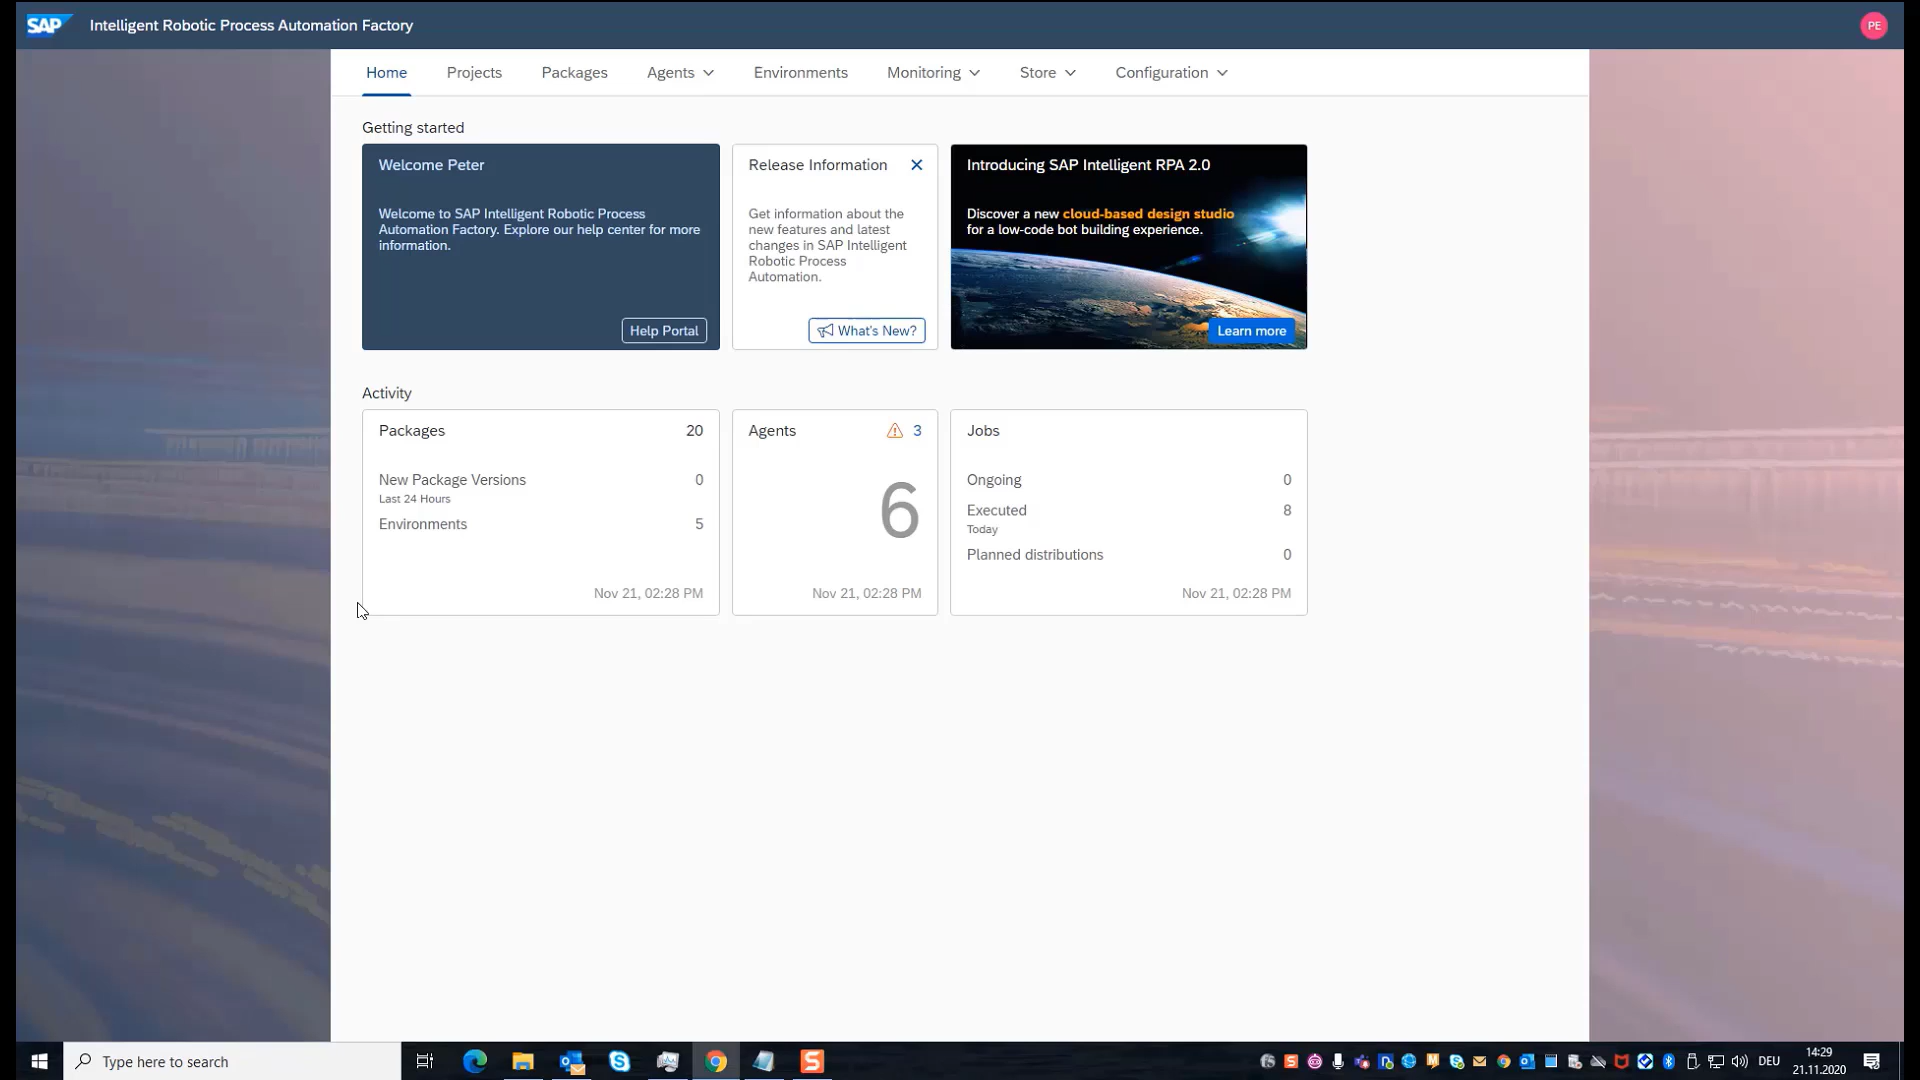 SAP Intelligent Robotic Process Automation Factory PE
Home Projects Packages Agents Environments Monitoring Store Configuration
Getting started
Welcome Peter
Welcome to SAP Intelligent Robotic Process
Automation Factory. Explore our help center for more
information.
Help Portal
Release Information
Get information about the
new features and latest
changes in SAP Intelligent
Robotic Process
Automation.
What's New?
Introducing SAP Intelligent RPA 2.0
Discover a new cloud-based design studio
for a low-code bot building experience.
Learn more
Activity
Packages 20
New Package Versions 0
Last 24 Hours
Environments 5
Nov 21, 02:28 PM
Agents 3
6
Nov 21, 02:28 PM
Jobs
Ongoing 0
Executed 8
Today
Planned distributions 0
Nov 21, 02:28 PM
Type here to search
DEU
14:29
21.11.2020